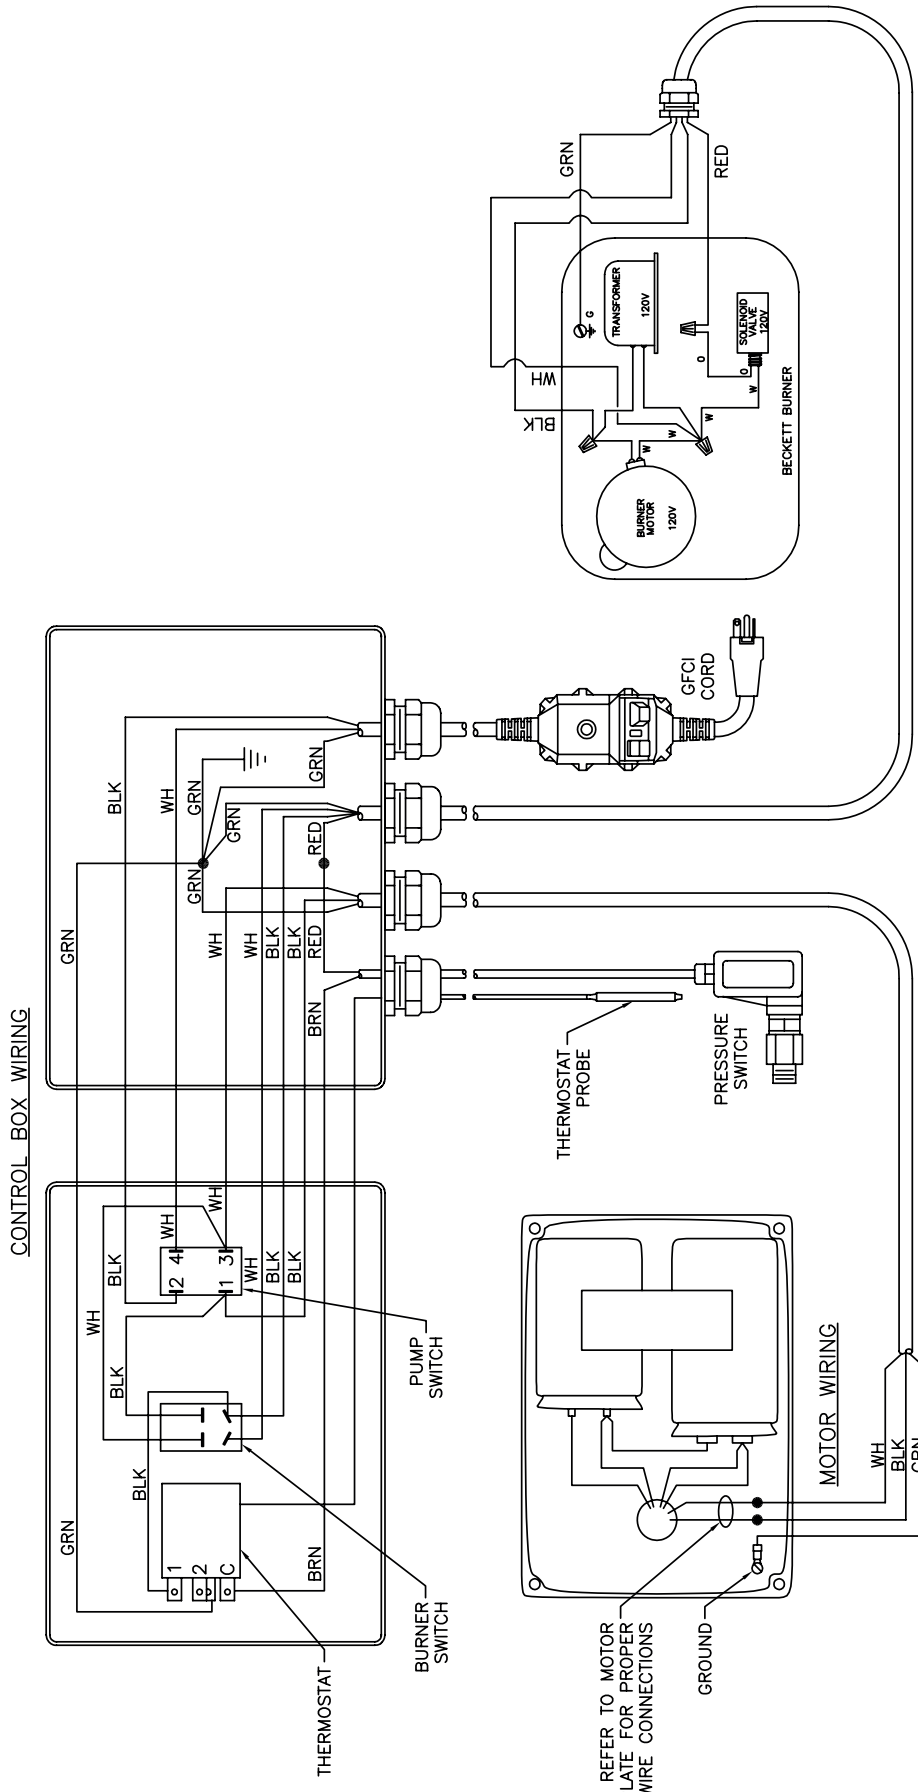 CONTROL BOX WIRING
GRN
BLK
WH
GRN
GRN
GRN
GRN
WH
WH
BLK
BLK
RED
RED
BRN
GRN
BLK
WH
WH
WH
WH
BLK
BLK
BLK
BLK
BRN
2 4
1 3
1
2
C
THERMOSTAT
BURNER
SWITCH
PUMP
SWITCH
THERMOSTAT
PROBE
PRESSURE
SWITCH
GFCI
CORD
GRN
RED
WH
BLK
G
TRANSFORMER
120V
SOLENOID
VALVE
120V
O
O
W
W
W
W
BURNER
MOTOR
120V
BECKETT BURNER
MOTOR WIRING
WH
BLK
GRN
REFER TO MOTOR
LATE FOR PROPER
WIRE CONNECTIONS
GROUND